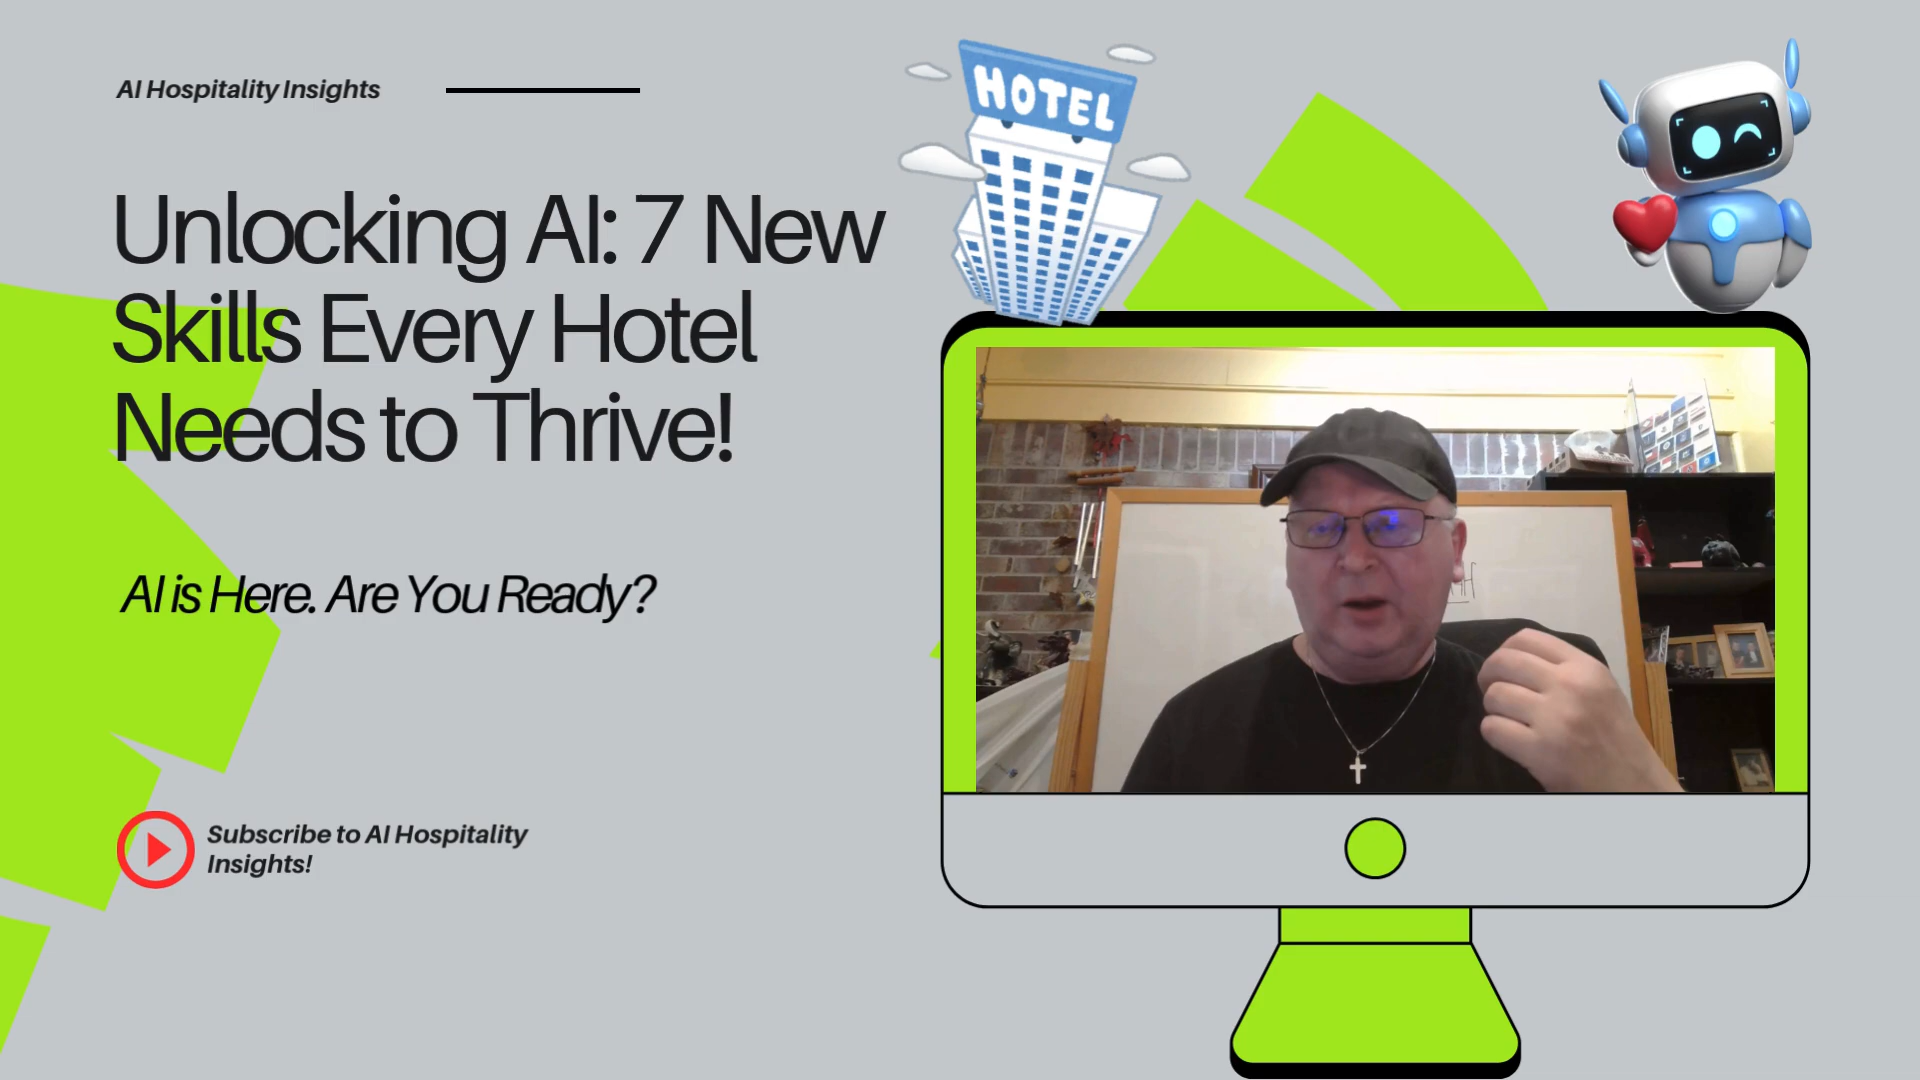 AI Hospitality Insights
Unlocking AI: 7 New
Skills Every Hotel
Needs to Thrive!
AI is Here. Are You Ready?
Subscribe to AI Hospitality
Insights!
HOTEL